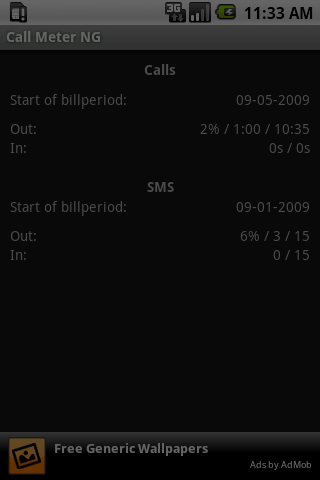 3G 11:33 AM
Call Meter NG
Calls
Start of billperiod: 09-05-2009
Out: 2% / 1:00 / 10:35
In: 0s / 0s
SMS
Start of billperiod: 09-01-2009
Out: 6% / 3 / 15
In: 0 / 15
Free Generic Wallpapers
Ads by AdMob